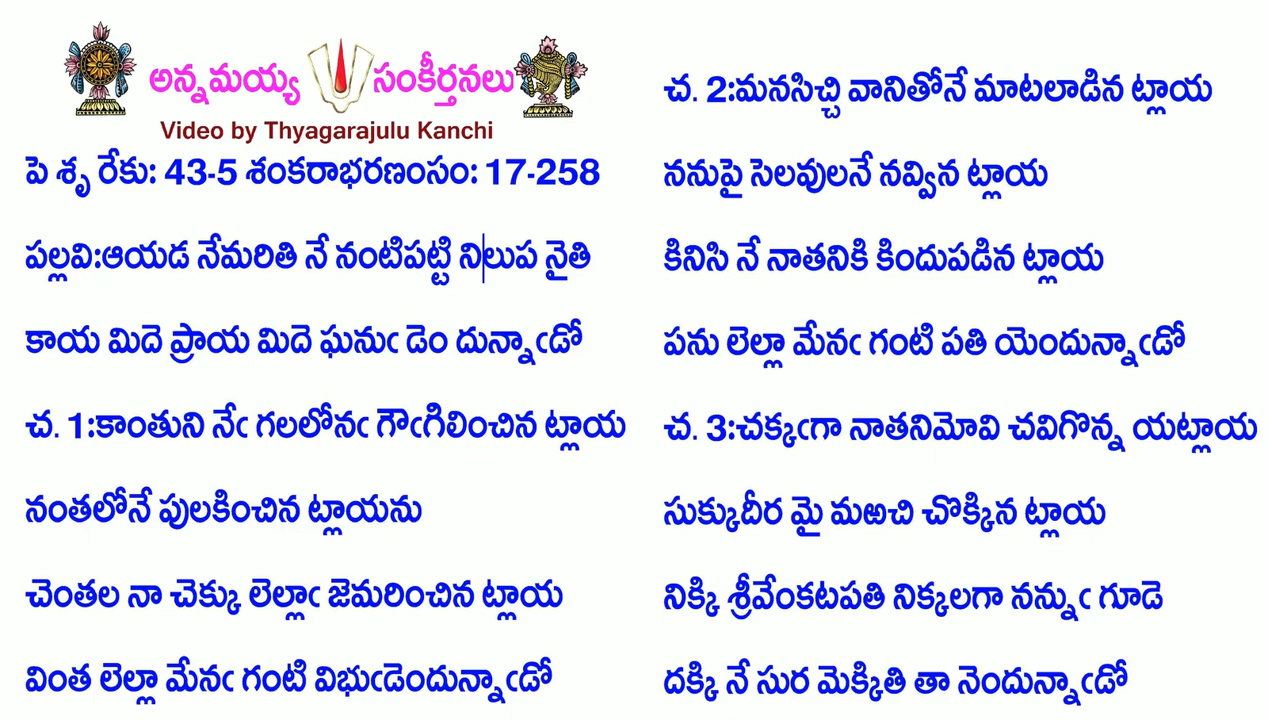 అన్నమయ్య సంకీర్తనలు
Video by Thyagarajulu Kanchi
పె శృ రేకు: 43-5 శంకరాభరణంసం: 17-258
పల్లవి:ఆయడ నేమరితి నే నంటిపట్టి నిలుప నైతి
కాయ మిదె ప్రాయ మిదె ఘనుఁ డెం దున్నాఁడో
చ. 1:కాంతుని నేఁ గలలోనఁ గౌఁగిలించిన ట్లాయ
నంతలోనే పులకించిన ట్లాయను
చెంతల నా చెక్కు లెల్లాఁ జెమరించిన ట్లాయ
వింత లెల్లా మేనఁ గంటి విభుఁడెందున్నాఁడో
చ. 2:మనసిచ్చి వానితోనే మాటలాడిన ట్లాయ
ననుపై సెలవులనే నవ్విన ట్లాయ
కినిసి నే నాతనికి కిందుపడిన ట్లాయ
పను లెల్లా మేనఁ గంటి పతి యెందున్నాఁడో
చ. 3:చక్కఁగా నాతనిమోవి చవిగొన్న యట్లాయ
సుక్కుదీర మై మఱచి చొక్కిన ట్లాయ
నిక్కి శ్రీవేంకటపతి నిక్కలగా నన్నుఁ గూడె
దక్కి నే సుర మెక్కితి తా నెందున్నాఁడో